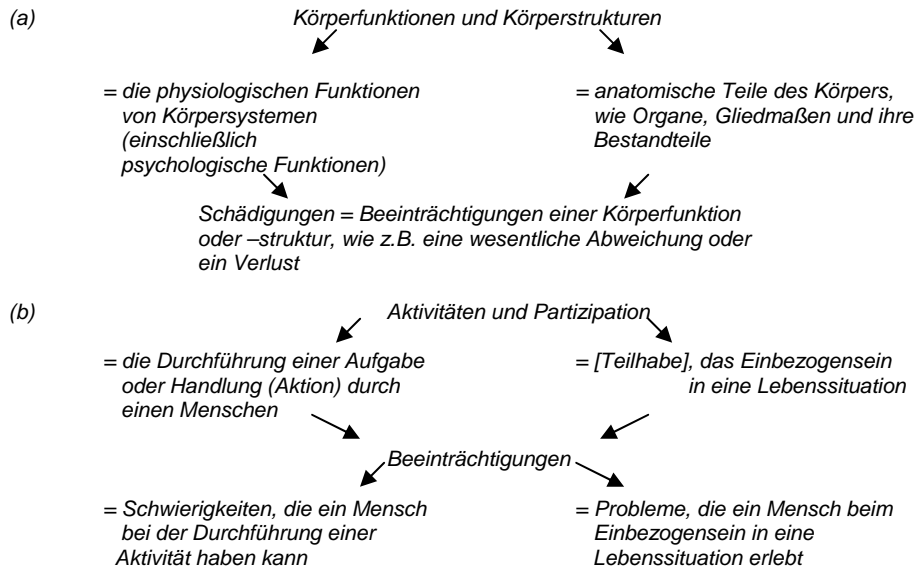 (a) Körperfunktionen und Körperstrukturen
= die physiologischen Funktionen
von Körpersystemen
(einschließlich
psychologische Funktionen)
= anatomische Teile des Körpers,
wie Organe, Gliedmaßen und ihre
Bestandteile
Schädigungen = Beeinträchtigungen einer Körperfunktion
oder –struktur, wie z.B. eine wesentliche Abweichung oder
ein Verlust
(b) Aktivitäten und Partizipation
= die Durchführung einer Aufgabe
oder Handlung (Aktion) durch
einen Menschen
= [Teilhabe], das Einbezogensein
in eine Lebenssituation
Beeinträchtigungen
= Schwierigkeiten, die ein Mensch
bei der Durchführung einer
Aktivität haben kann
= Probleme, die ein Mensch beim
Einbezogensein in eine
Lebenssituation erlebt